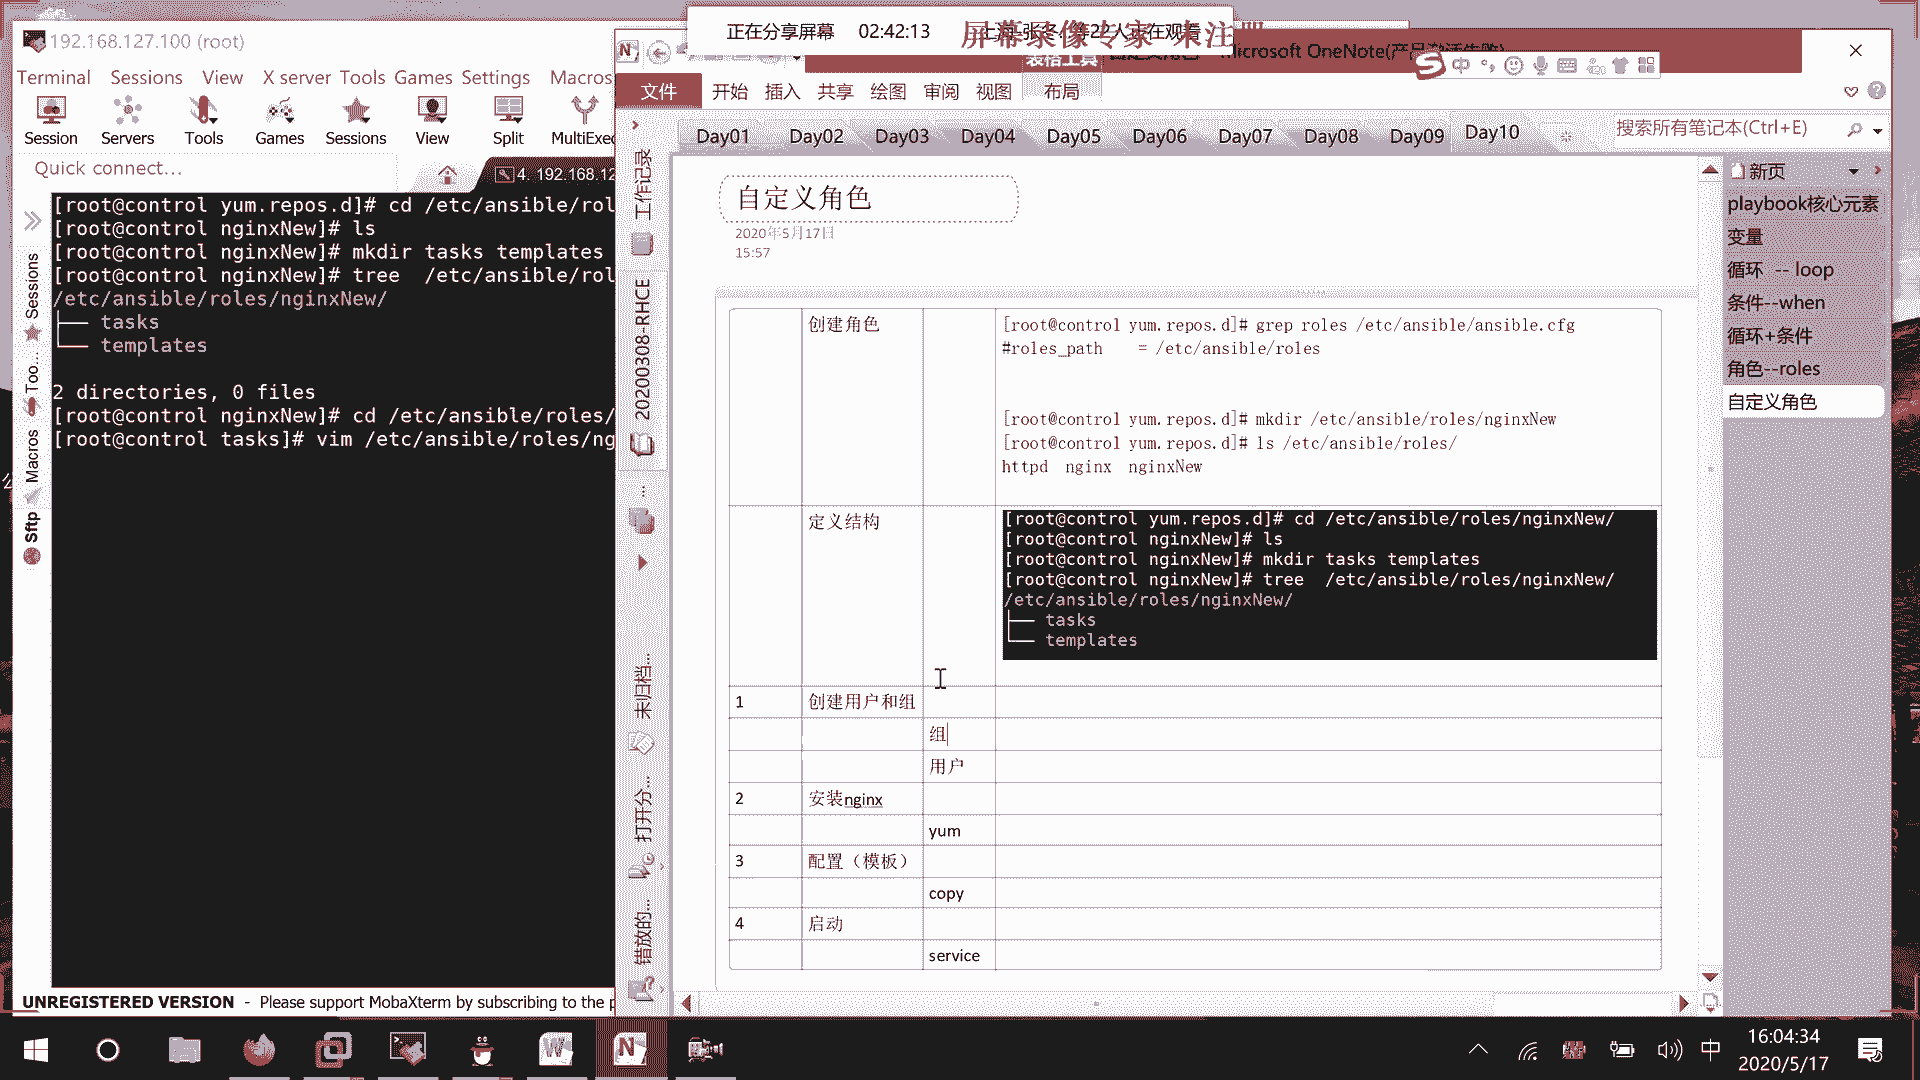 正在分享屏幕 02:42:13
屏幕录像专家 未注册
192.168.127.100 (root)
Microsoft OneNote(产品激活失败)
表格工具
Terminal Sessions View X server Tools Games Settings Macros
文件 开始 插入 共享 绘图 审阅 视图 布局
Session Servers Tools Games Sessions View Split MultiExec
Day01 Day02 Day03 Day04 Day05 Day06 Day07 Day08 Day09 Day10
搜索所有笔记本(Ctrl+E)
Quick connect...
4. 192.168.12
[root@control yum.repos.d]# cd /etc/ansible/rol
[root@control nginxNew]# ls
[root@control nginxNew]# mkdir tasks templates
[root@control nginxNew]# tree  /etc/ansible/rol
/etc/ansible/roles/nginxNew/
├── tasks
└── templates
2 directories, 0 files
[root@control nginxNew]# cd /etc/ansible/roles/
[root@control tasks]# vim /etc/ansible/roles/ng
Sessions
Too...
Macros
Sftp
工作记录
20200308-RHCE
...
未归档...
打开分...
错放的...
自定义角色
2020年5月17日
15:57
创建角色
[root@control yum.repos.d]# grep roles /etc/ansible/ansible.cfg
#roles_path    = /etc/ansible/roles
[root@control yum.repos.d]# mkdir /etc/ansible/roles/nginxNew
[root@control yum.repos.d]# ls /etc/ansible/roles/
httpd  nginx  nginxNew
定义结构
[root@control yum.repos.d]# cd /etc/ansible/roles/nginxNew/
[root@control nginxNew]# ls
[root@control nginxNew]# mkdir tasks templates
[root@control nginxNew]# tree  /etc/ansible/roles/nginxNew/
/etc/ansible/roles/nginxNew/
├── tasks
└── templates
1 创建用户和组
组
用户
2 安装nginx
yum
3 配置（模板）
copy
4 启动
service
新页
playbook核心元素
变量
循环 -- loop
条件--when
循环+条件
角色--roles
自定义角色
UNREGISTERED VERSION - Please support MobaXterm by subscribing to the p
中
16:04:34
2020/5/17